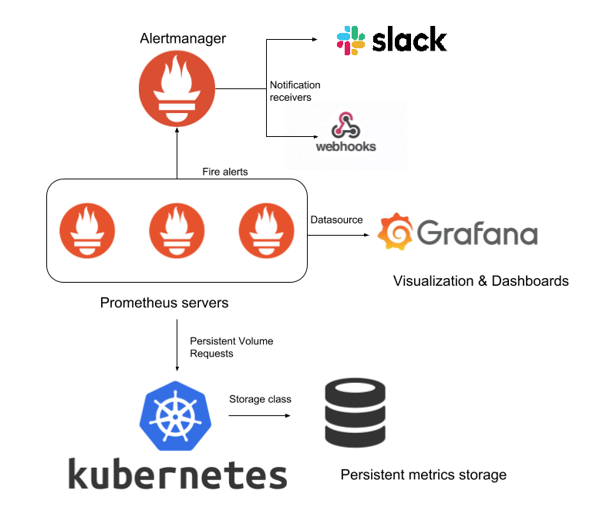 Alertmanager
slack
Notification
receivers
webhooks
Fire alerts
Datasource
Grafana
Visualization & Dashboards
Prometheus servers
Persistent Volume
Requests
Storage class
kubernetes
Persistent metrics storage